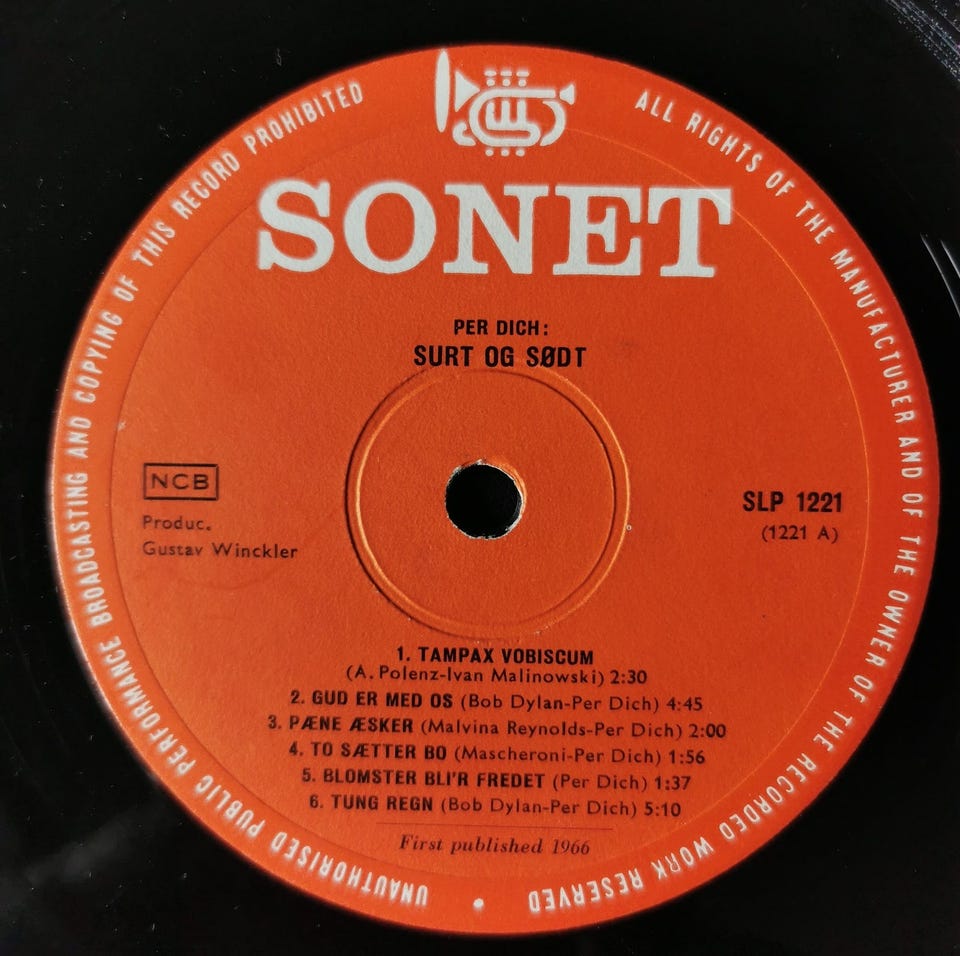 UNAUTHORISED PUBLIC PERFORMANCE BROADCASTING AND COPYING OF THIS RECORD PROHIBITED
ALL RIGHTS OF THE MANUFACTURER AND OF THE OWNER OF THE RECORDED WORK RESERVED •
SONET
PER DICH:
SURT OG SØDT
NCB
Produc.
Gustav Winckler
SLP 1221
(1221 A)
1. TAMPAX VOBISCUM
(A. Polenz-Ivan Malinowski) 2:30
2. GUD ER MED OS (Bob Dylan-Per Dich) 4:45
3. PÆNE ÆSKER (Malvina Reynolds-Per Dich) 2:00
4. TO SÆTTER BO (Mascheroni-Per Dich) 1:56
5. BLOMSTER BLI'R FREDET (Per Dich) 1:37
6. TUNG REGN (Bob Dylan-Per Dich) 5:10
First published 1966